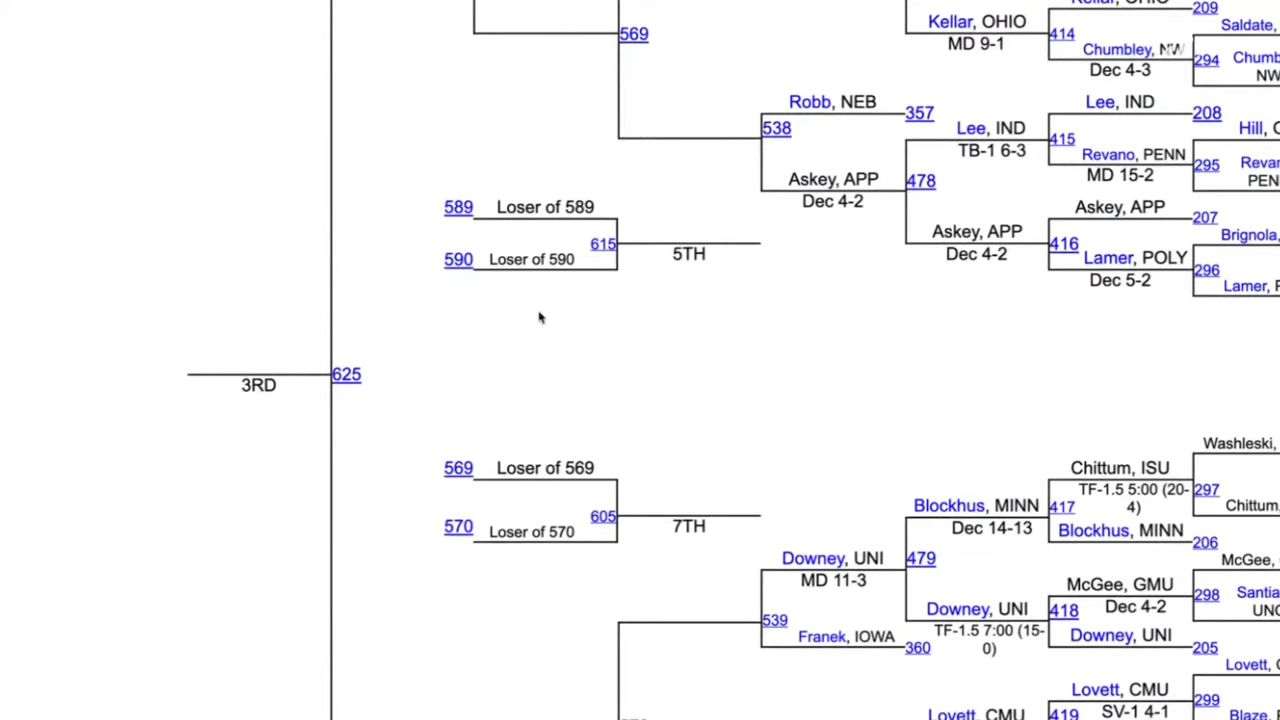 Kellar, OHIO
209
Saldate,
Kellar, OHIO
569
414
MD 9-1
Chumbley, NW
294
Chumb
NW
Dec 4-3
Robb, NEB
357
Lee, IND
208
538
Lee, IND
Hill,
415
TB-1 6-3
Revano, PENN
295
Revar
PEN
MD 15-2
Askey, APP
478
Dec 4-2
589
Loser of 589
Askey, APP
207
Askey, APP
Brignola,
615
5TH
416
Dec 4-2
Lamer, POLY
296
590
Loser of 590
Dec 5-2
Lamer,
3RD
625
Washleski,
569
Loser of 569
Chittum, ISU
TF-1.5 5:00 (20-
4)
297
Blockhus, MINN
417
Chittum,
605
7TH
Dec 14-13
570
Loser of 570
Blockhus, MINN
206
Downey, UNI
479
McGee,
MD 11-3
McGee, GMU
298
Santia
UNC
Downey, UNI
418
Dec 4-2
539
TF-1.5 7:00 (15-
0)
Franek, IOWA
360
Downey, UNI
205
Lovett,
Lovett, CMU
299
Lovett, CMU
419
SV-1 4-1
Blaze,